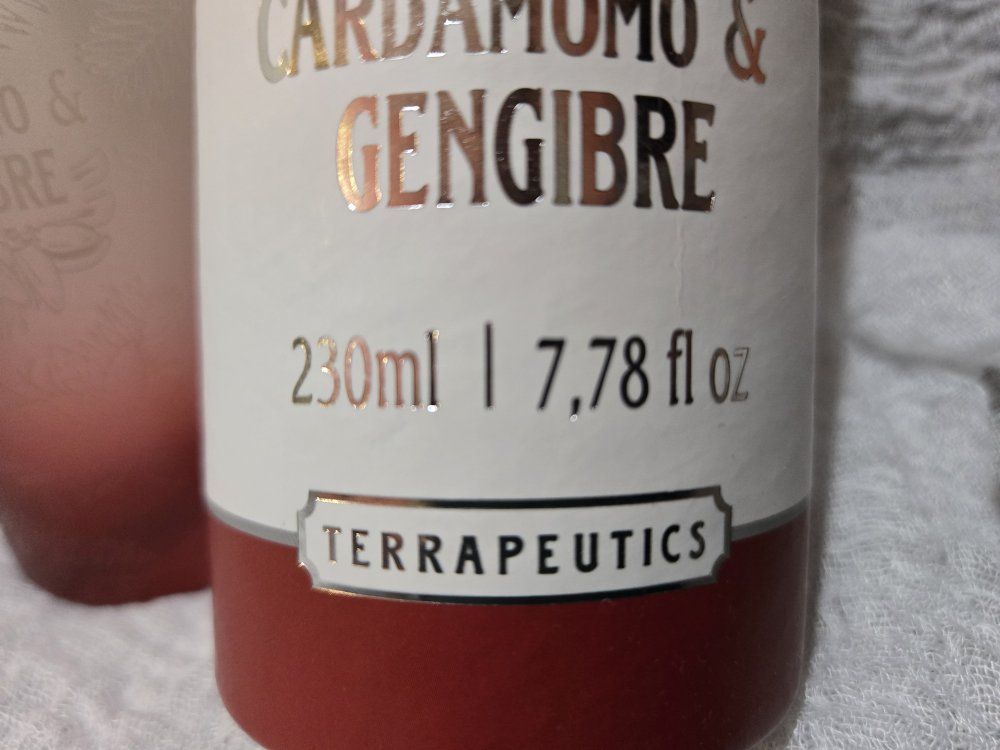 CARDAMOMO &
GENGIBRE
230ml | 7,78 fl oz
TERRAPEUTICS